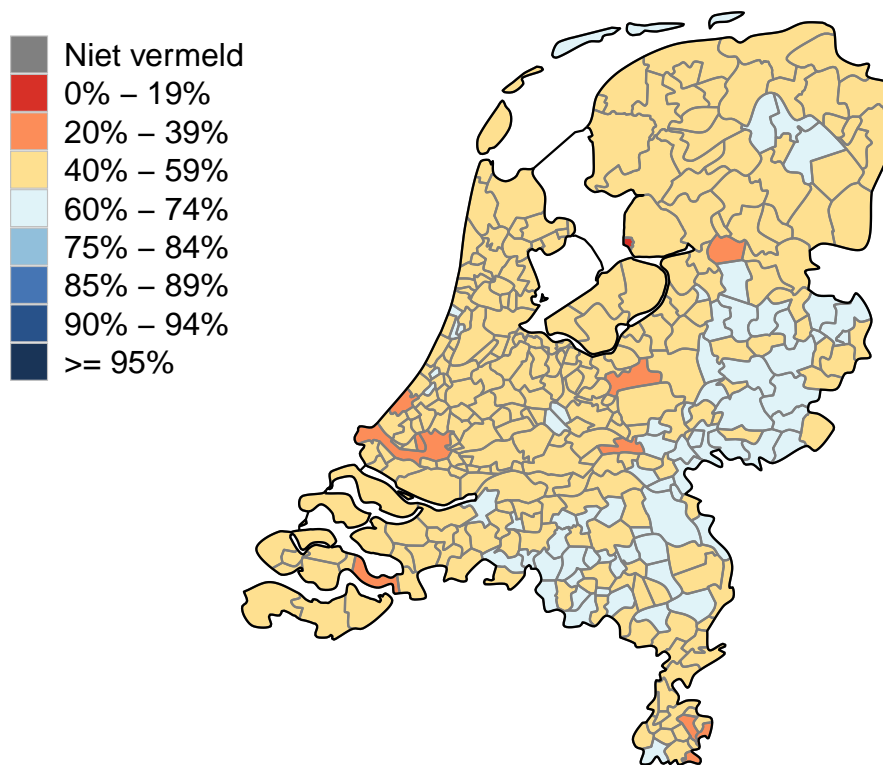 Niet vermeld
0% – 19%
20% – 39%
40% – 59%
60% – 74%
75% – 84%
85% – 89%
90% – 94%
>= 95%